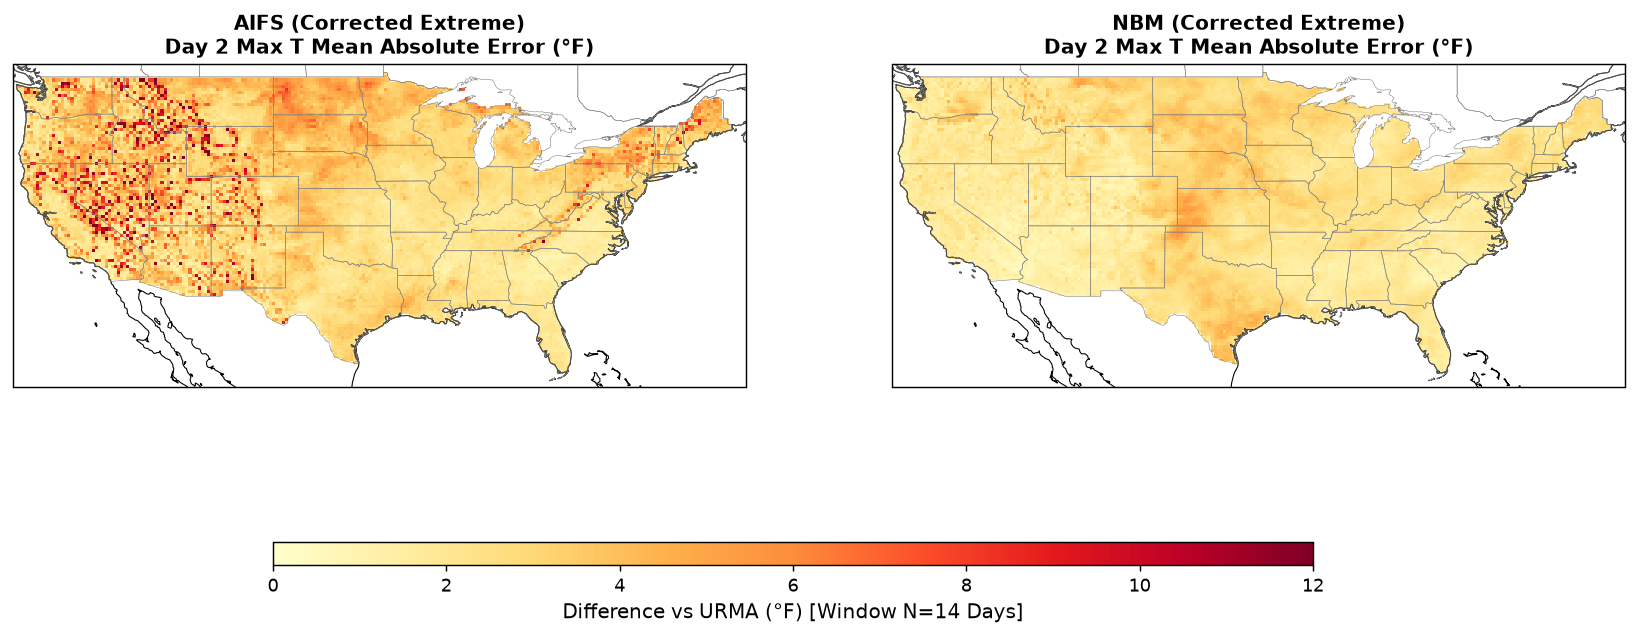 AIFS (Corrected Extreme)
Day 2 Max T Mean Absolute Error (°F)
NBM (Corrected Extreme)
Day 2 Max T Mean Absolute Error (°F)
0 2 4 6 8 10 12
Difference vs URMA (°F) [Window N=14 Days]